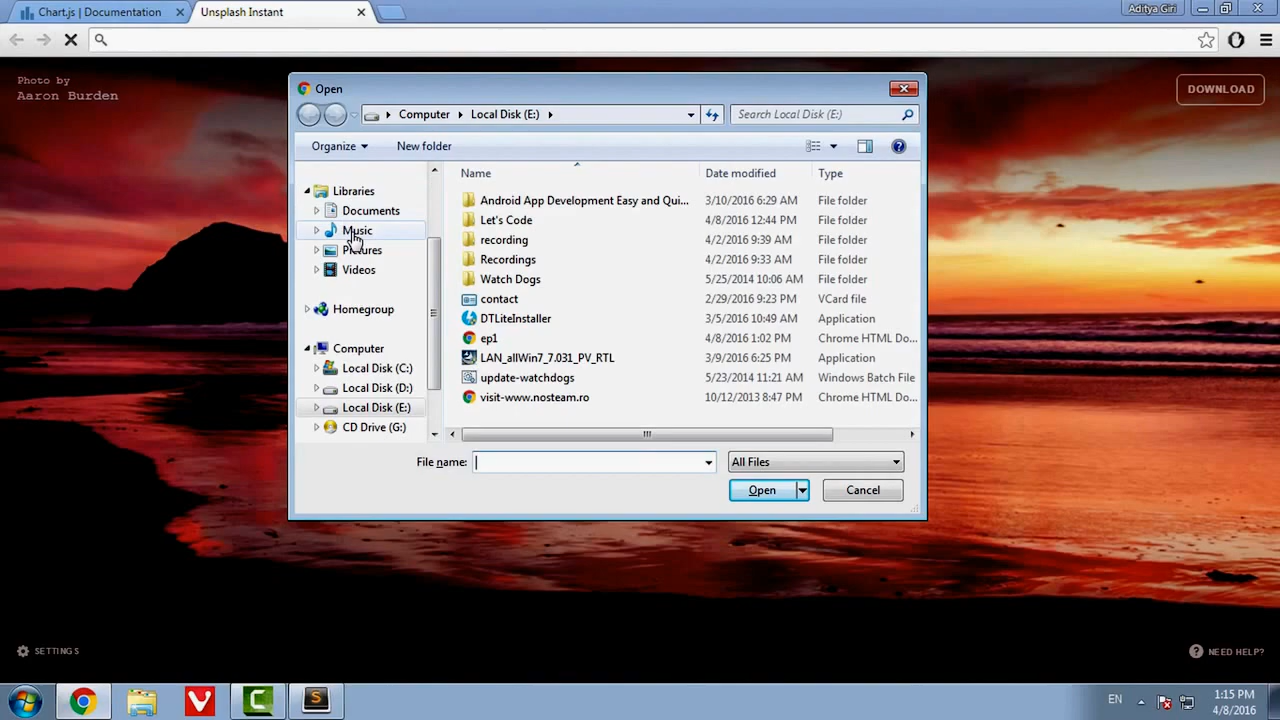 Chart.js | Documentation
Unsplash Instant
Aditya Giri
Photo by
Aaron Burden
DOWNLOAD
Open
Computer
Local Disk (E:)
Search Local Disk (E:)
Organize
New folder
Name
Date modified
Type
Libraries
Documents
Music
Pictures
Videos
Homegroup
Computer
Local Disk (C:)
Local Disk (D:)
Local Disk (E:)
CD Drive (G:)
Android App Development Easy and Qui... 3/10/2016 6:29 AM File folder
Let's Code 4/8/2016 12:44 PM File folder
recording 4/2/2016 9:39 AM File folder
Recordings 4/2/2016 9:33 AM File folder
Watch Dogs 5/25/2014 10:06 AM File folder
contact 2/29/2016 9:23 PM VCard file
DTLiteInstaller 3/5/2016 10:49 AM Application
ep1 4/8/2016 1:02 PM Chrome HTML Do...
LAN_allWin7_7.031_PV_RTL 3/9/2016 6:25 PM Application
update-watchdogs 5/23/2014 11:21 AM Windows Batch File
visit-www.nosteam.ro 10/12/2013 8:47 PM Chrome HTML Do...
File name:
All Files
Open
Cancel
SETTINGS
NEED HELP?
EN
1:15 PM
4/8/2016